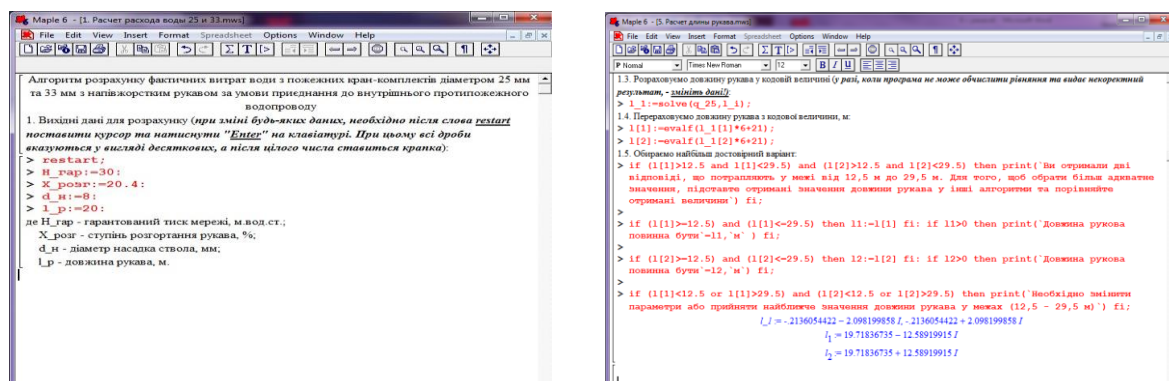 Maple 6 - [1. Расчет расхода воды 25 и 33.mws]
File Edit View Insert Format Spreadsheet Options Window Help
Алгоритм розрахунку фактичних витрат води з пожежних кран-комплектів діаметром 25 мм
та 33 мм з напівжорстким рукавом за умови приєднання до внутрішнього протипожежного
водопроводу
1. Вихідні дані для розрахунку (при зміні будь-яких даних, необхідно після слова restart
поставити курсор та натиснути "Enter" на клавіатурі. При цьому всі дроби
вказуються у вигляді десяткових, а після цілого числа ставиться крапка):
> restart;
> H_гар:=30:
> X_розг:=20.4:
> d_н:=8:
> l_р:=20:
де H_гар - гарантований тиск мережі, м.вод.ст.;
X_розг - ступінь розгортання рукава, %;
d_н - діаметр насадка ствола, мм;
l_р - довжина рукава, м.
Maple 6 - [5. Расчет длины рукава.mws]
File Edit View Insert Format Spreadsheet Options Window Help
P Normal Times New Roman 12 B I U
1.3. Розраховуємо довжину рукава у кодовій величині (у разі, коли програма не може обчислити рівняння та видає некоректний
результат, - змініть дані!):
> l_1:=solve(q_25,l_i);
1.4. Перераховуємо довжину рукава з кодової величини, м:
> l[1]:=evalf(l_1[1]*6+21);
> l[2]:=evalf(l_1[2]*6+21);
1.5. Обираємо найбільш достовірний варіант:
> if (l[1]>12.5 and l[1]<29.5) and (l[2]>12.5 and l[2]<29.5) then print(`Ви отримали дві
відповіді, що потрапляють у межі від 12,5 м до 29,5 м. Для того, щоб обрати більш адекватне
значення, підставте отримані значення довжини рукава у інші алгоритми та порівняйте
отримані величини`) fi;
>
> if (l[1]>=12.5) and (l[1]<=29.5) then l1:=l[1] fi: if l1>0 then print(`Довжина рукова
повинна бути`=l1,`м` ) fi;
>
> if (l[2]>=12.5) and (l[2]<=29.5) then l2:=l[2] fi: if l2>0 then print(`Довжина рукова
повинна бути`=l2,`м`) fi;
>
> if (l[1]<12.5 or l[1]>29.5) and (l[2]<12.5 or l[2]>29.5) then print(`Необхідно змінити
параметри або прийняти найближче значення довжини рукава у межах (12,5 - 29,5 м)`) fi;
l_l := -.2136054422 - 2.098199858 I, -.2136054422 + 2.098199858 I
l₁ := 19.71836735 - 12.58919915 I
l₂ := 19.71836735 + 12.58919915 I